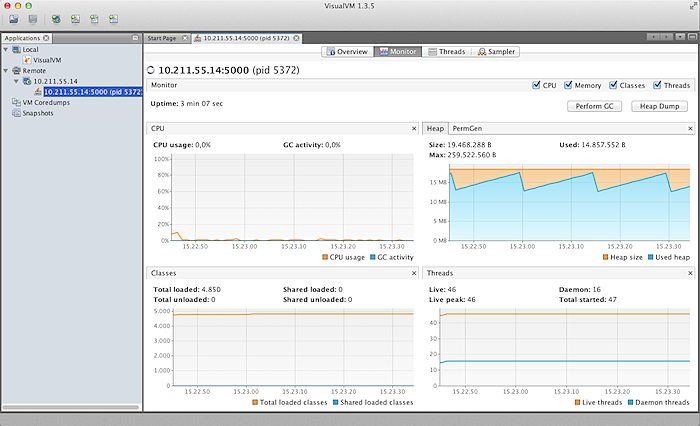 VisualVM 1.3.5
Applications
Start Page
10.211.55.14:5000 (pid 5372)
Local
VisualVM
Remote
10.211.55.14
10.211.55.14:5000 (pid 5372)
VM Coredumps
Snapshots
Overview Monitor Threads Sampler
10.211.55.14:5000 (pid 5372)
Monitor
CPU Memory Classes Threads
Uptime: 3 min 07 sec
Perform GC Heap Dump
CPU
CPU usage: 0,0% GC activity: 0,0%
100%
80%
60%
40%
20%
0%
15.22.50 15.23.00 15.23.10 15.23.20 15.23.30
CPU usage GC activity
Heap PermGen
Size: 19.468.288 B Used: 14.857.552 B
Max: 259.522.560 B
15 MB
10 MB
5 MB
0 MB
15.22.50 15.23.00 15.23.10 15.23.20 15.23.30
Heap size Used heap
Classes
Total loaded: 4.850 Shared loaded: 0
Total unloaded: 0 Shared unloaded: 0
5.000
4.000
3.000
2.000
1.000
0
15.22.50 15.23.00 15.23.10 15.23.20 15.23.30
Total loaded classes Shared loaded classes
Threads
Live: 46 Daemon: 16
Live peak: 46 Total started: 47
40
30
20
10
0
15.22.50 15.23.00 15.23.10 15.23.20 15.23.30
Live threads Daemon threads